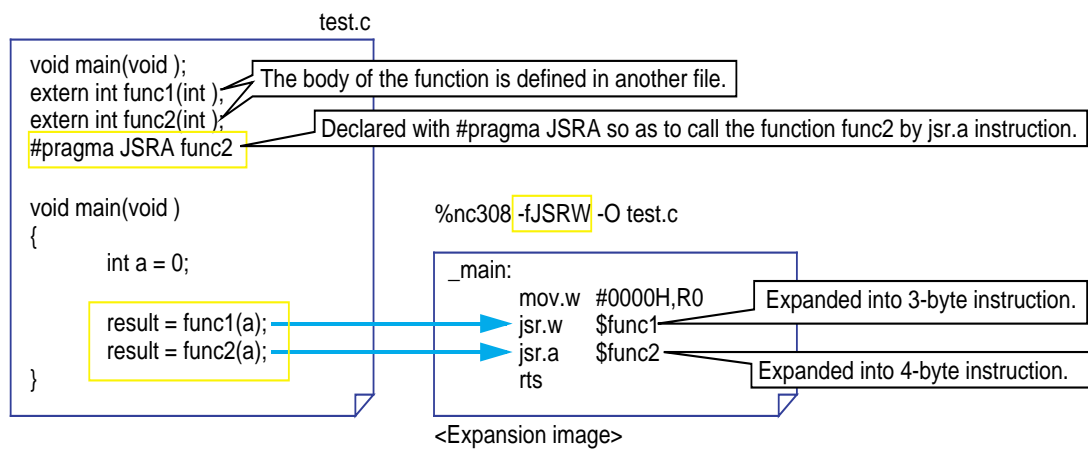 test.c
void main(void );
extern int func1(int );
The body of the function is defined in another file.
extern int func2(int );
#pragma JSRA func2
Declared with #pragma JSRA so as to call the function func2 by jsr.a instruction.
void main(void )
{
int a = 0;
result = func1(a);
result = func2(a);
}
%nc308 -fJSRW -O test.c
_main:
mov.w #0000H,R0
jsr.w $func1
Expanded into 3-byte instruction.
jsr.a $func2
Expanded into 4-byte instruction.
rts
<Expansion image>